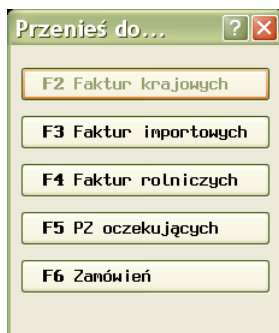 Przenieś do...
F2 Faktur krajowych
F3 Faktur importowych
F4 Faktur rolniczych
F5 PZ oczekujących
F6 Zamówień